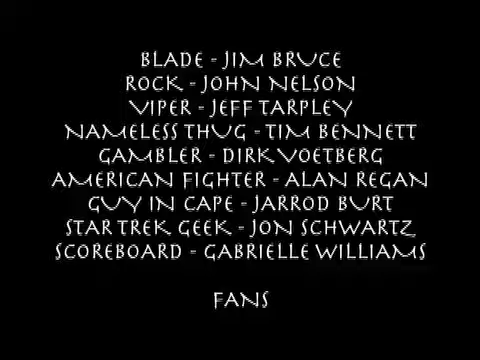 BLADE - JIM BRUCE
ROCK - JOHN NELSON
VIPER - JEFF TARPLEY
NAMELESS THUG - TIM BENNETT
GAMBLER - DIRK VOETBERG
AMERICAN FIGHTER - ALAN REGAN
GUY IN CAPE - JARROD BURT
STAR TREK GEEK - JON SCHWARTZ
SCOREBOARD - GABRIELLE WILLIAMS
FANS